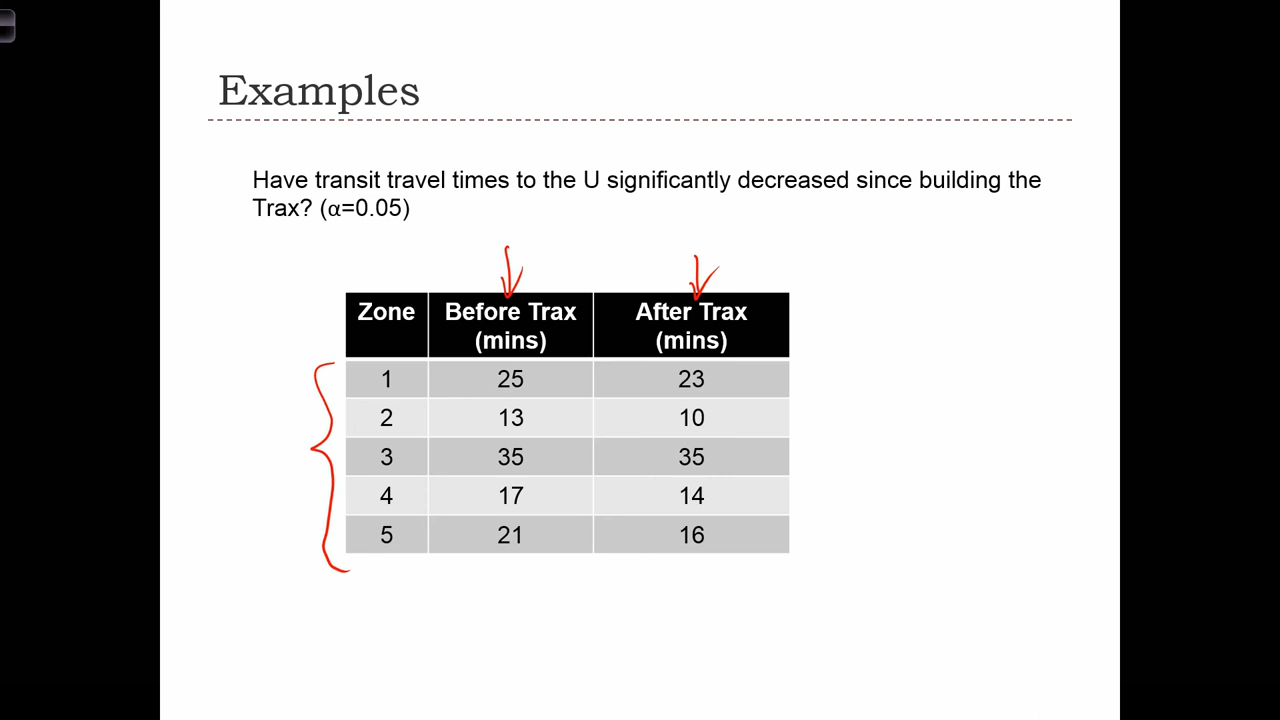 Examples
Have transit travel times to the U significantly decreased since building the
Trax? (α=0.05)
Zone Before Trax (mins) After Trax (mins)
1 25 23
2 13 10
3 35 35
4 17 14
5 21 16